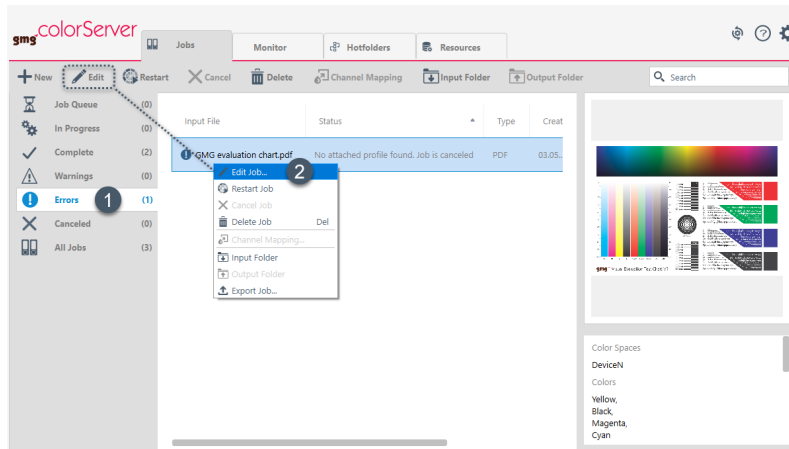 gmg colorServer
Jobs
Monitor
Hotfolders
Resources
New
Edit
Restart
Cancel
Delete
Channel Mapping
Input Folder
Output Folder
Search
Job Queue (0)
In Progress (0)
Complete (2)
Warnings (0)
Errors 1 (1)
Canceled (0)
All Jobs (3)
Input File Status Type Creat
GMG evaluation chart.pdf No attached profile found. Job is canceled PDF 03.05..
Edit Job... 2
Restart Job
Cancel Job
Delete Job Del
Channel Mapping...
Input Folder
Output Folder
Export Job...
gmg
Color Spaces
DeviceN
Colors
Yellow,
Black,
Magenta,
Cyan